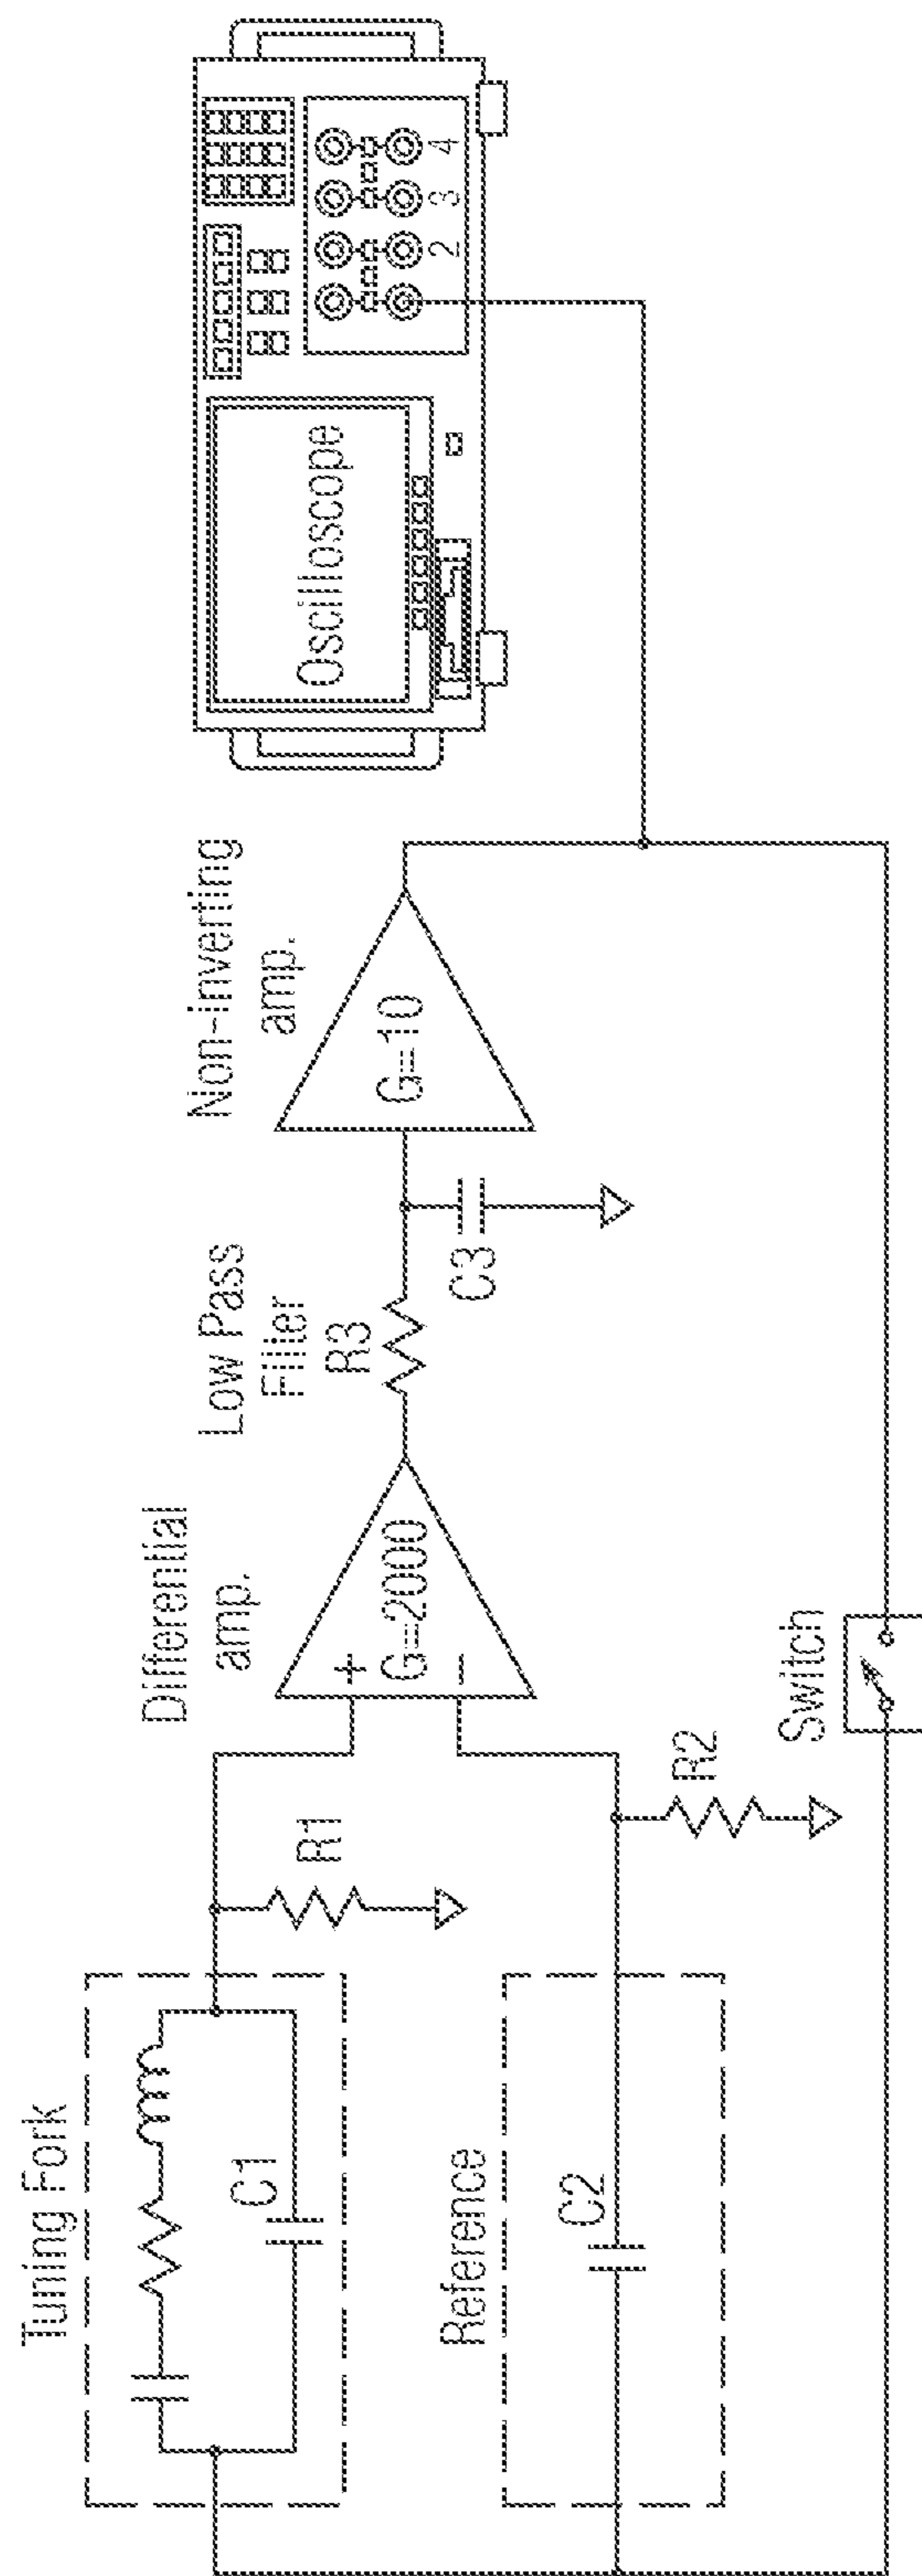 Tuning Fork
C1
Reference
C2
R1
R2
Differential
amp.
+
G=2000
−
Switch
Low Pass
Filter
R3
C3
Non-inverting
amp.
G=10
Oscilloscope
2 3 4